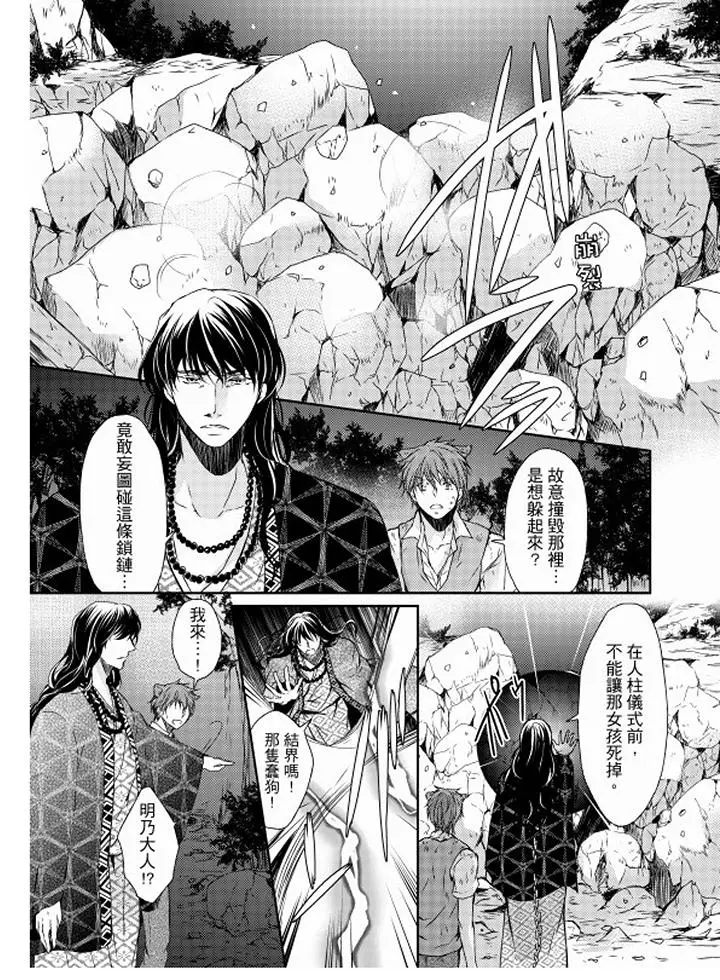 崩裂
故意撞毀那裡…
是想躲起來？
竟敢妄圖碰這條鎖鏈…
在人柱儀式前，
不能讓那女孩死掉。
結界嗎！
那隻蠢狗！
我來…！
明乃大人!?